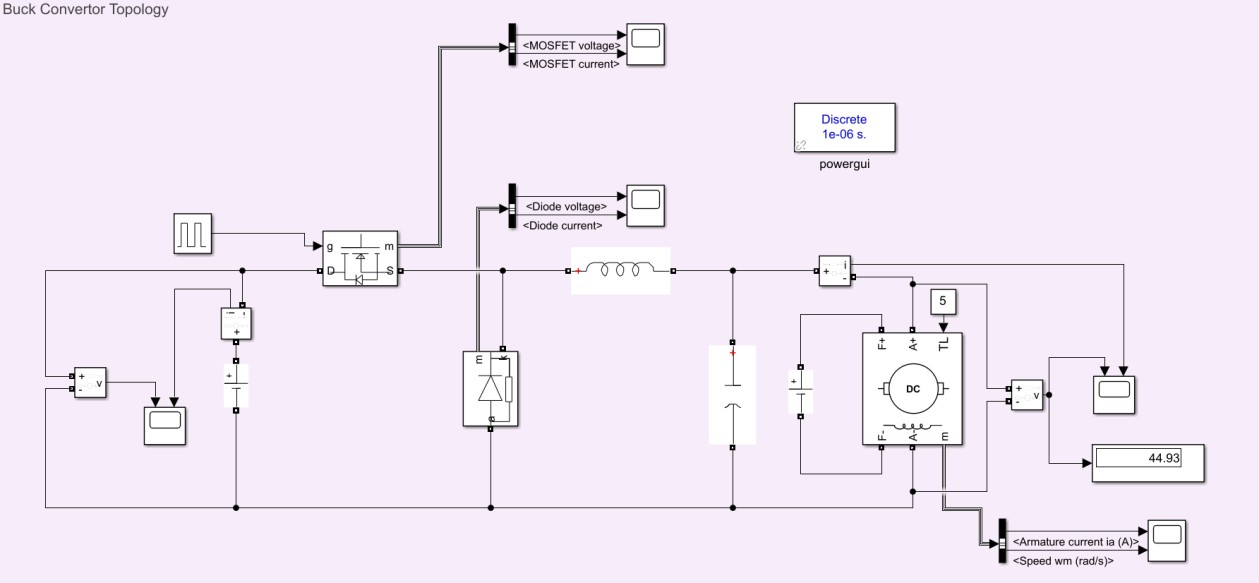 Buck Convertor Topology
<MOSFET voltage>
<MOSFET current>
Discrete
1e-06 s.
powergui
<Diode voltage>
<Diode current>
g
m
D
S
+
i
+
-
5
i
-
+
m
k
+
F+
A+
TL
+
-
v
+
+
DC
+
-
v
a
F-
A-
m
44.93
<Armature current ia (A)>
<Speed wm (rad/s)>